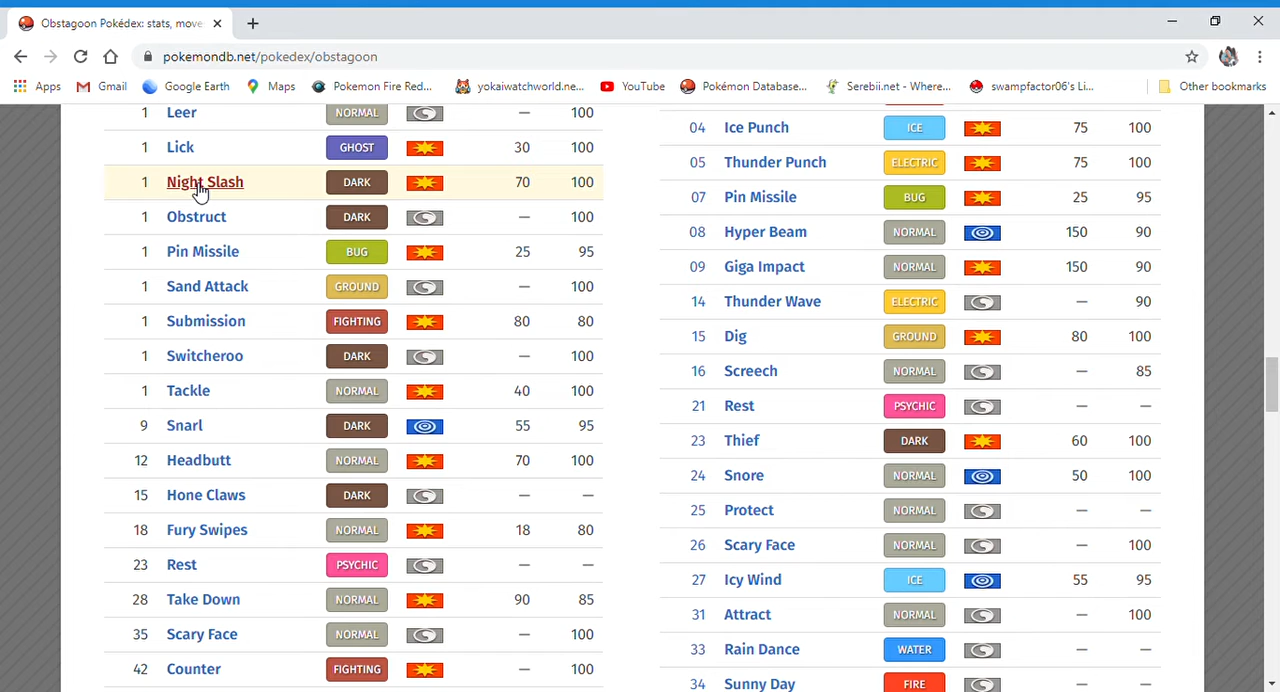 Obstagoon Pokédex: stats, move
pokemondb.net/pokedex/obstagoon
Apps Gmail Google Earth Maps Pokemon Fire Red... yokaiwatchworld.ne... YouTube Pokémon Database... Serebii.net - Where... swampfactor06's Li... Other bookmarks
1 Leer NORMAL — 100
1 Lick GHOST 30 100
1 Night Slash DARK 70 100
1 Obstruct DARK — 100
1 Pin Missile BUG 25 95
1 Sand Attack GROUND — 100
1 Submission FIGHTING 80 80
1 Switcheroo DARK — 100
1 Tackle NORMAL 40 100
9 Snarl DARK 55 95
12 Headbutt NORMAL 70 100
15 Hone Claws DARK — —
18 Fury Swipes NORMAL 18 80
23 Rest PSYCHIC — —
28 Take Down NORMAL 90 85
35 Scary Face NORMAL — 100
42 Counter FIGHTING — 100
04 Ice Punch ICE 75 100
05 Thunder Punch ELECTRIC 75 100
07 Pin Missile BUG 25 95
08 Hyper Beam NORMAL 150 90
09 Giga Impact NORMAL 150 90
14 Thunder Wave ELECTRIC — 90
15 Dig GROUND 80 100
16 Screech NORMAL — 85
21 Rest PSYCHIC — —
23 Thief DARK 60 100
24 Snore NORMAL 50 100
25 Protect NORMAL — —
26 Scary Face NORMAL — 100
27 Icy Wind ICE 55 95
31 Attract NORMAL — 100
33 Rain Dance WATER — —
34 Sunny Day FIRE — —